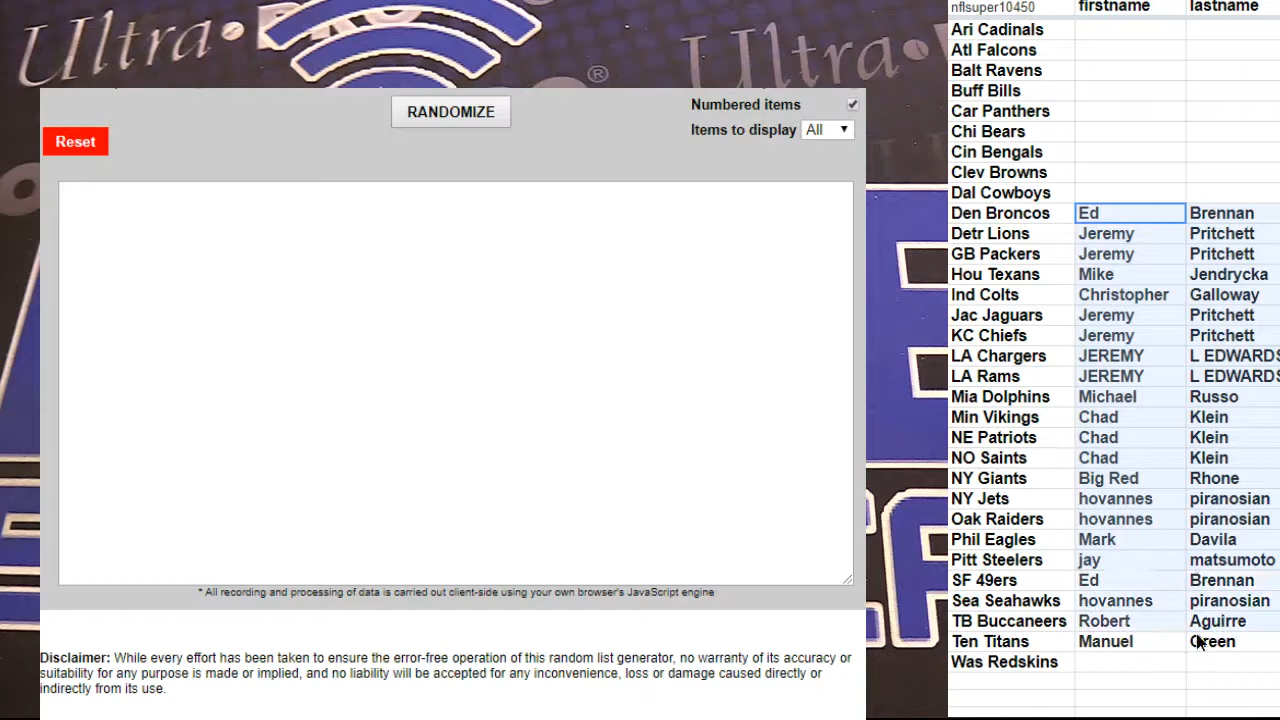 Ultra
Ultra
®
RANDOMIZE
Numbered items
Reset
Items to display All
* All recording and processing of data is carried out client-side using your own browser's JavaScript engine
Disclaimer: While every effort has been taken to ensure the error-free operation of this random list generator, no warranty of its accuracy or
suitability for any purpose is made or implied, and no liability will be accepted for any inconvenience, loss or damage caused directly or
indirectly from its use.
nflsuper10450 firstname lastname
Ari Cadinals
Atl Falcons
Balt Ravens
Buff Bills
Car Panthers
Chi Bears
Cin Bengals
Clev Browns
Dal Cowboys
Den Broncos Ed Brennan
Detr Lions Jeremy Pritchett
GB Packers Jeremy Pritchett
Hou Texans Mike Jendrycka
Ind Colts Christopher Galloway
Jac Jaguars Jeremy Pritchett
KC Chiefs Jeremy Pritchett
LA Chargers JEREMY L EDWARDS
LA Rams JEREMY L EDWARDS
Mia Dolphins Michael Russo
Min Vikings Chad Klein
NE Patriots Chad Klein
NO Saints Chad Klein
NY Giants Big Red Rhone
NY Jets hovannes piranosian
Oak Raiders hovannes piranosian
Phil Eagles Mark Davila
Pitt Steelers jay matsumoto
SF 49ers Ed Brennan
Sea Seahawks hovannes piranosian
TB Buccaneers Robert Aguirre
Ten Titans Manuel Green
Was Redskins